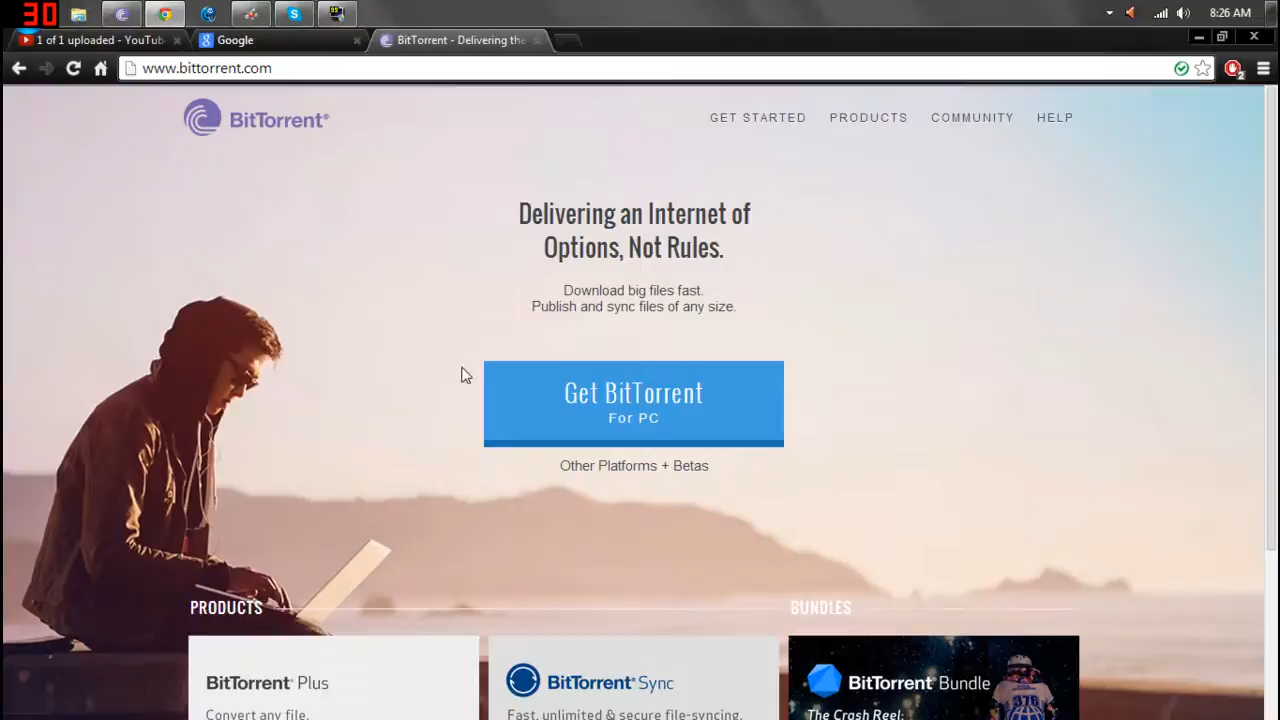 30
8:26 AM
1 of 1 uploaded - YouTub
Google
BitTorrent - Delivering the
www.bittorrent.com
2
BitTorrent®
GET STARTED
PRODUCTS
COMMUNITY
HELP
Delivering an Internet of
Options, Not Rules.
Download big files fast.
Publish and sync files of any size.
Get BitTorrent
For PC
Other Platforms + Betas
PRODUCTS
BUNDLES
BitTorrent® Plus
Convert any file.
BitTorrent® Sync
Fast, unlimited & secure file-syncing.
BitTorrent® Bundle
The Crash Reel: